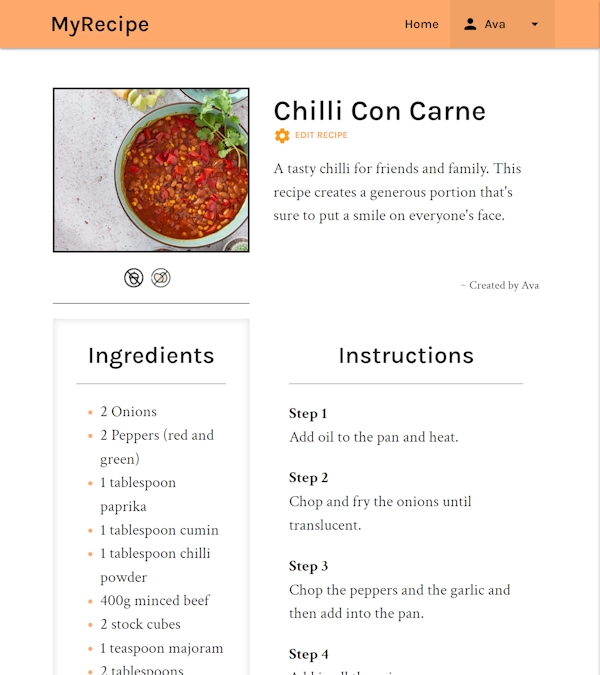 MyRecipe
Home
Ava
Chilli Con Carne
EDIT RECIPE
A tasty chilli for friends and family. This
recipe creates a generous portion that's
sure to put a smile on everyone's face.
~ Created by Ava
Ingredients
2 Onions
2 Peppers (red and
green)
1 tablespoon
paprika
1 tablespoon cumin
1 tablespoon chilli
powder
400g minced beef
2 stock cubes
1 teaspoon majoram
2 tablespoons
Instructions
Step 1
Add oil to the pan and heat.
Step 2
Chop and fry the onions until
translucent.
Step 3
Chop the peppers and the garlic and
then add into the pan.
Step 4